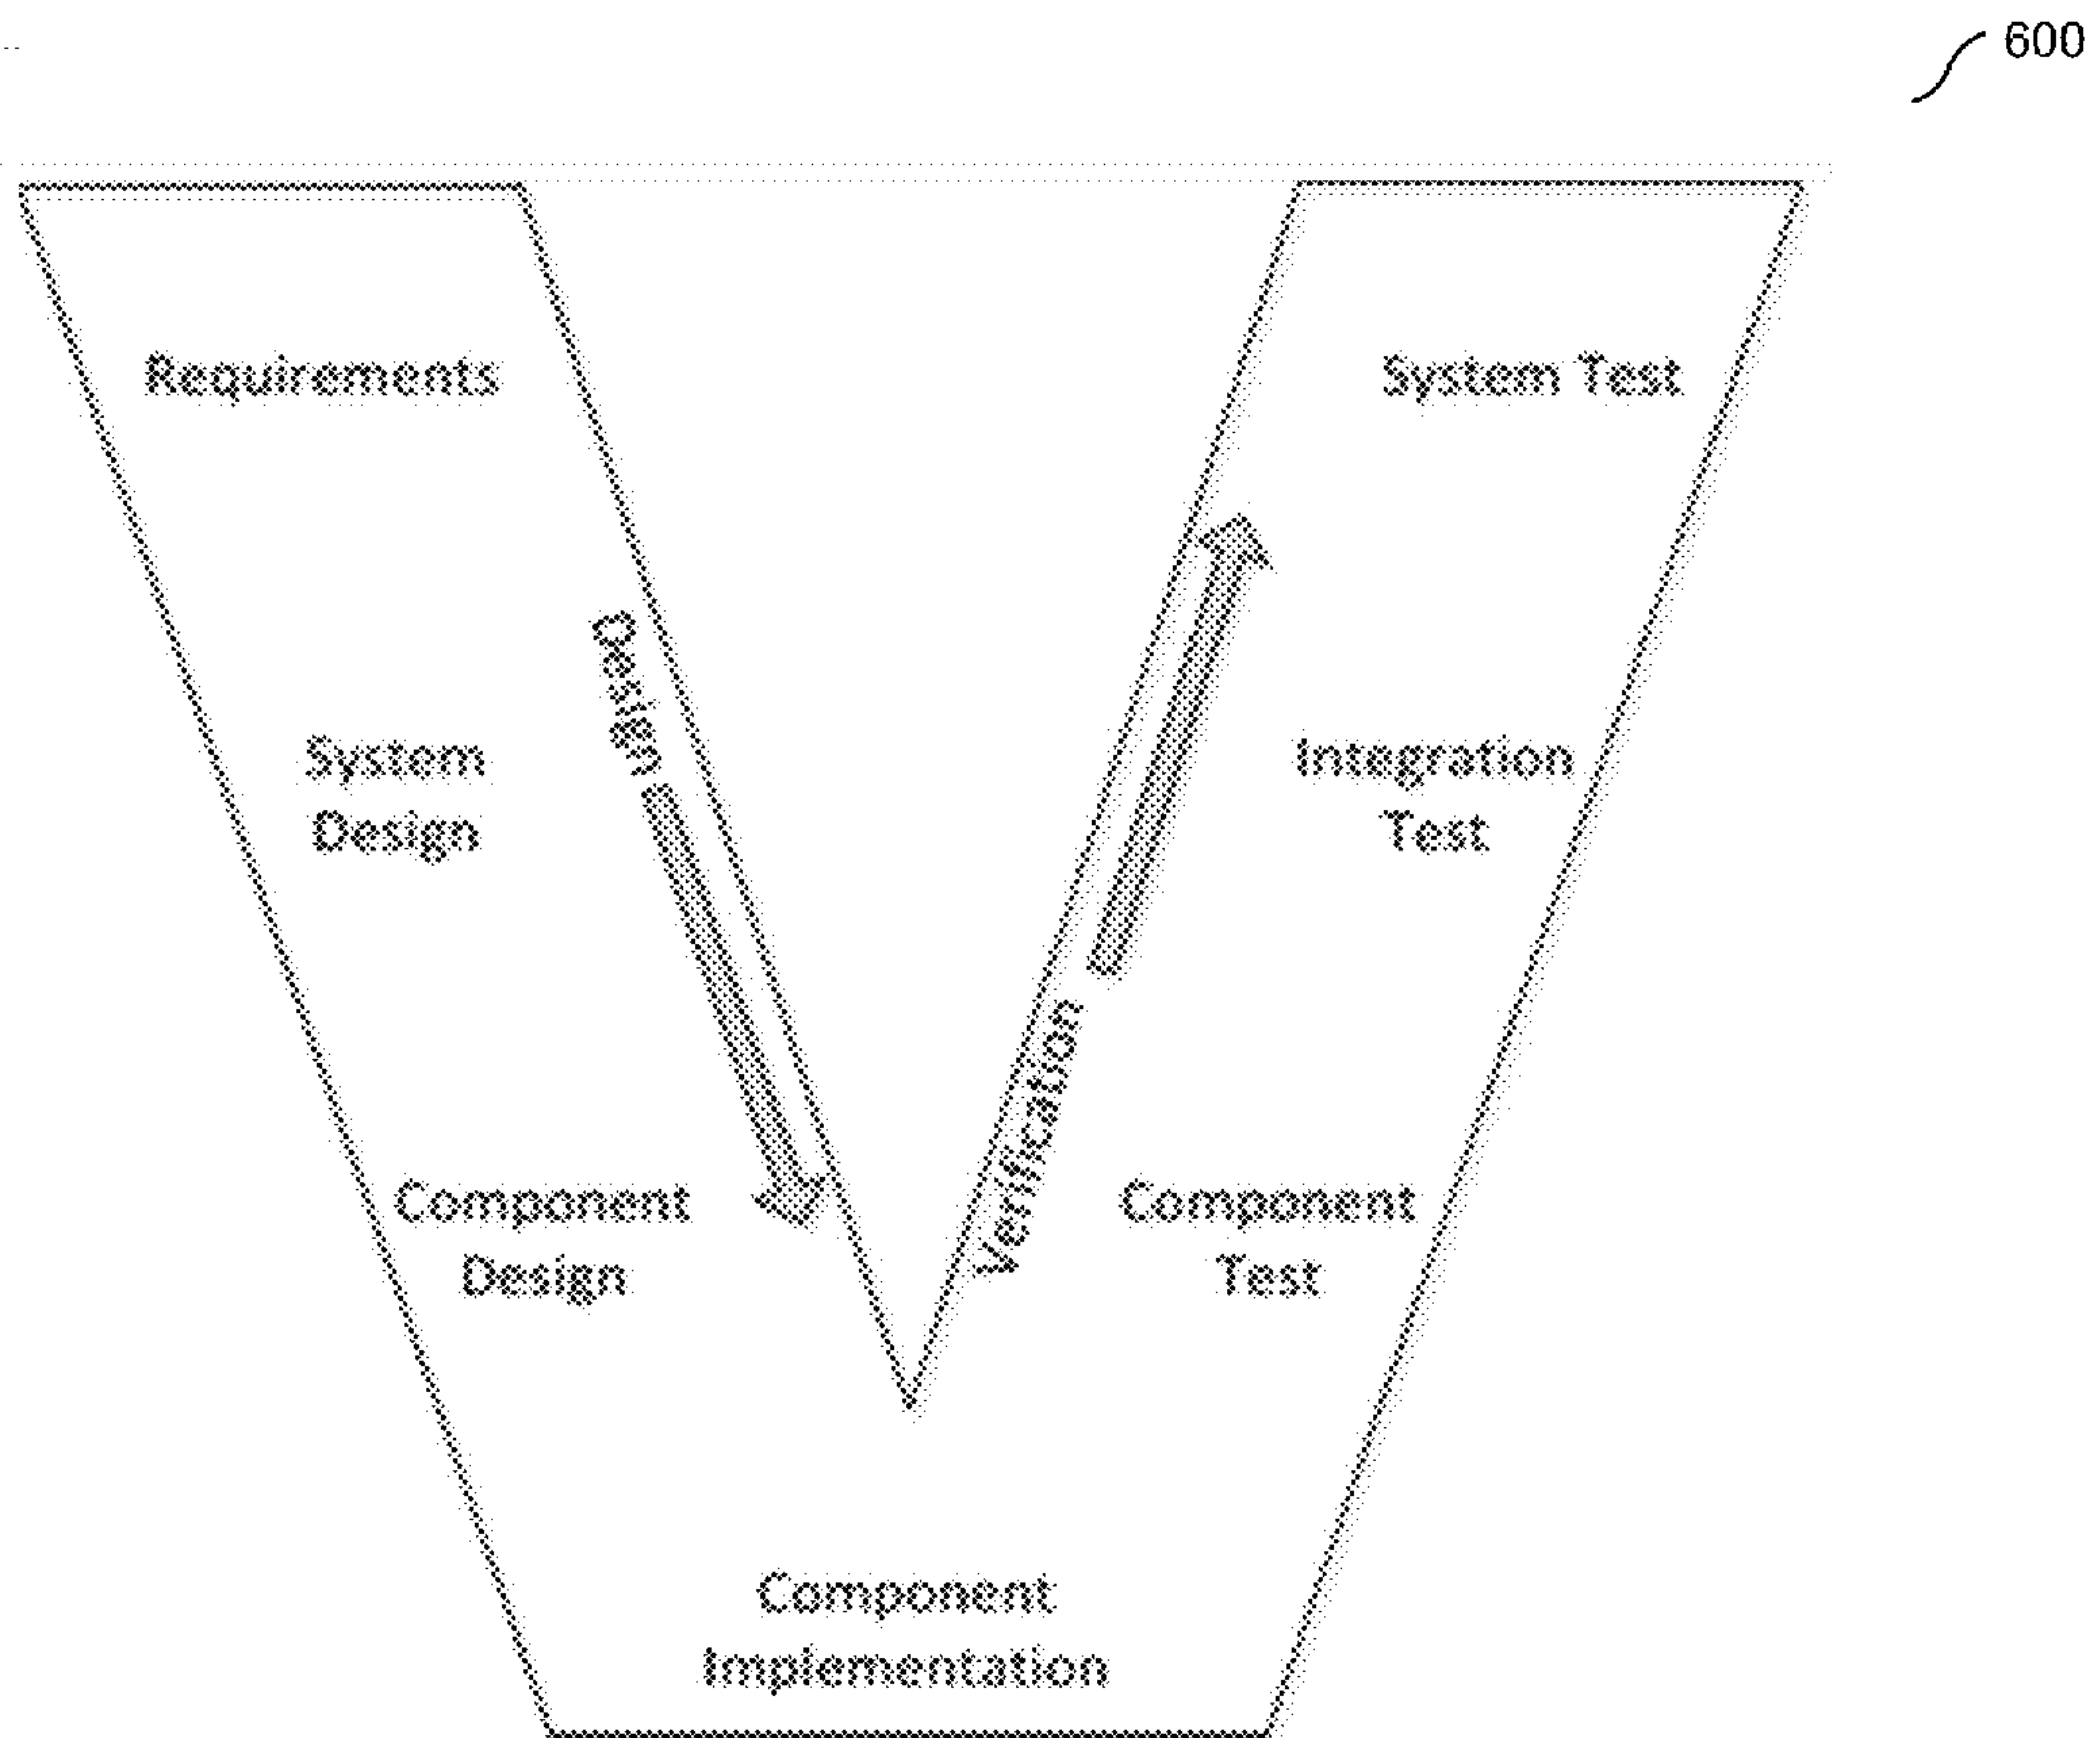 600
Requirements
System Test
Design
System
Design
Integration
Test
Verification
Component
Design
Component
Test
Component
Implementation